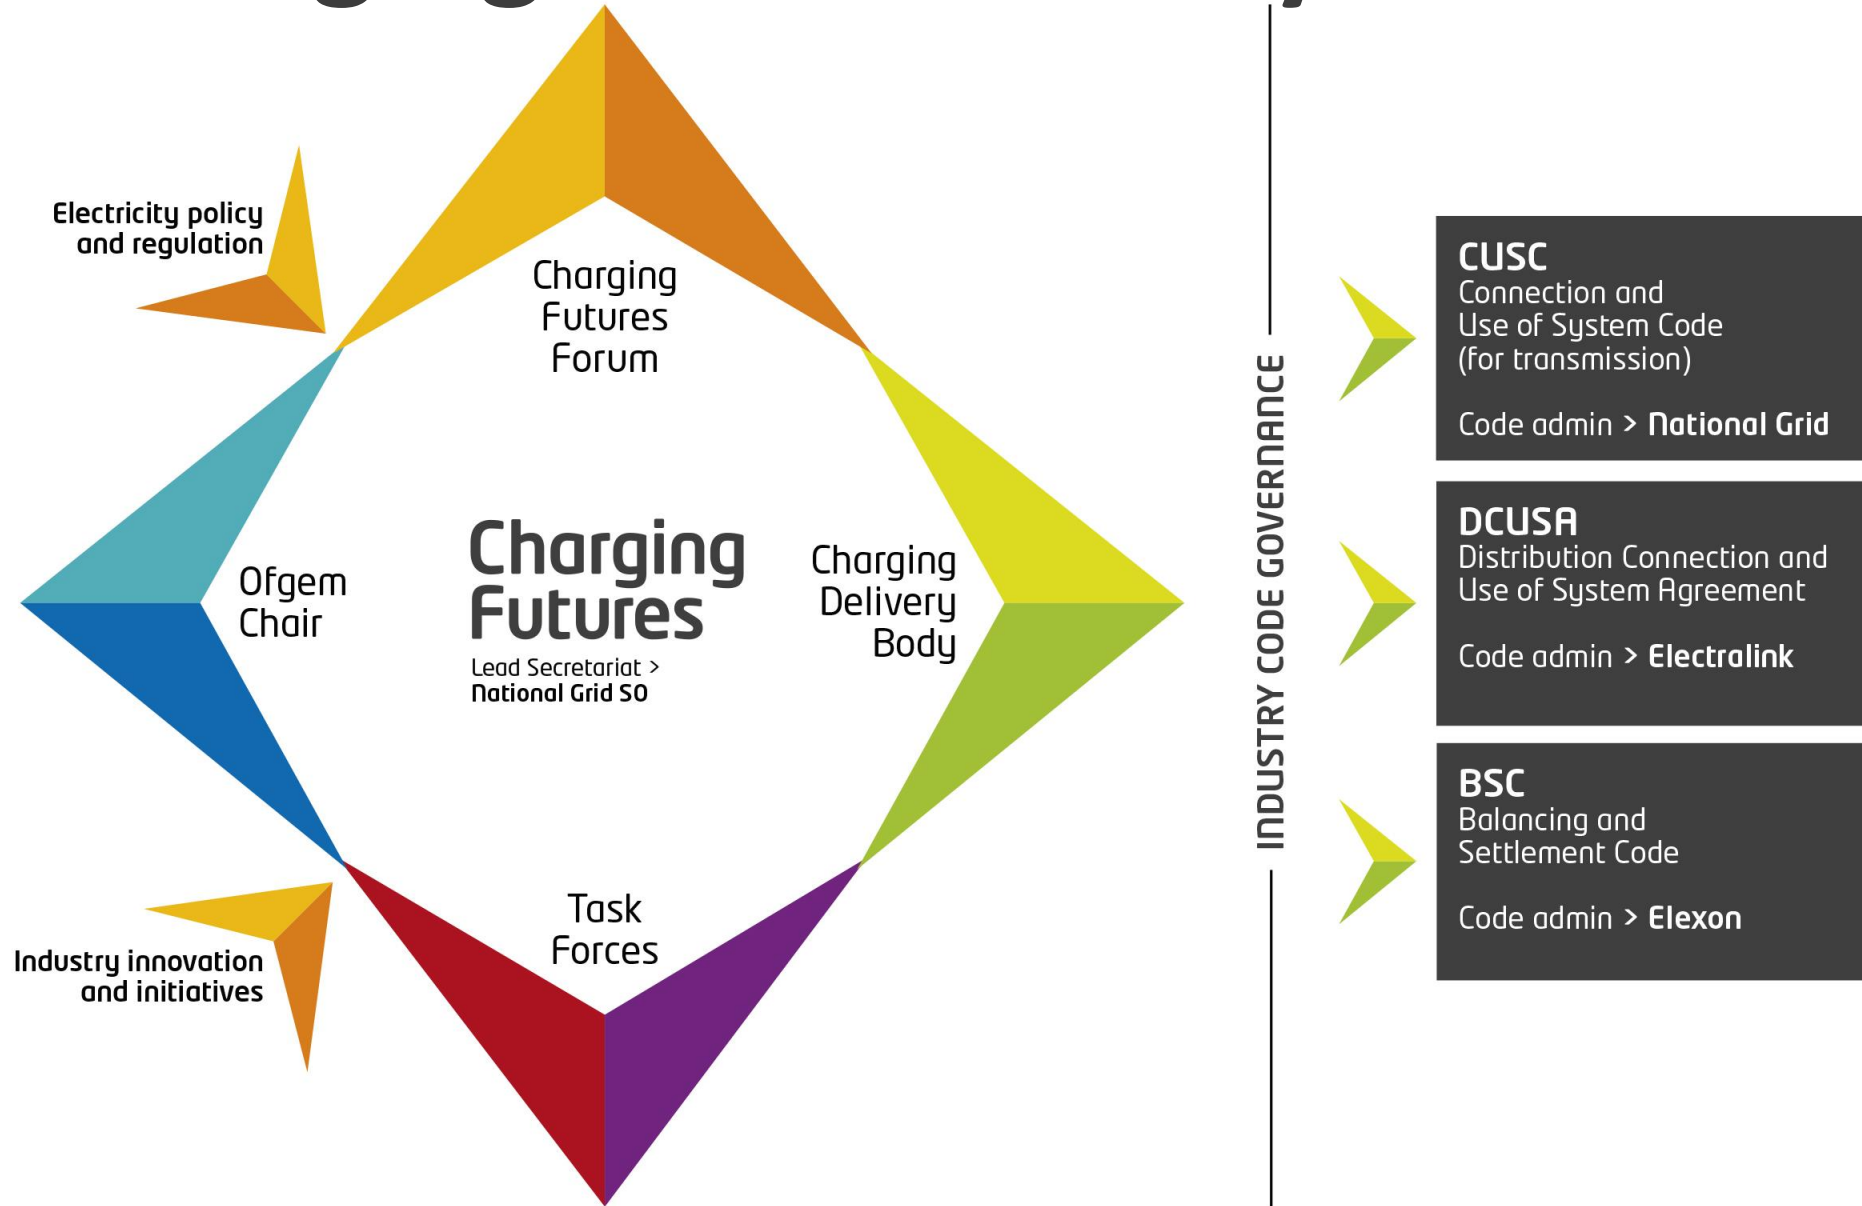 Electricity policy
and regulation
Charging
Futures
Forum
Ofgem
Chair
Charging
Futures
Lead Secretariat >
National Grid SO
Charging
Delivery
Body
Task
Forces
Industry innovation
and initiatives
INDUSTRY CODE GOVERNANCE
CUSC
Connection and
Use of System Code
(for transmission)
Code admin > National Grid
DCUSA
Distribution Connection and
Use of System Agreement
Code admin > Electralink
BSC
Balancing and
Settlement Code
Code admin > Elexon